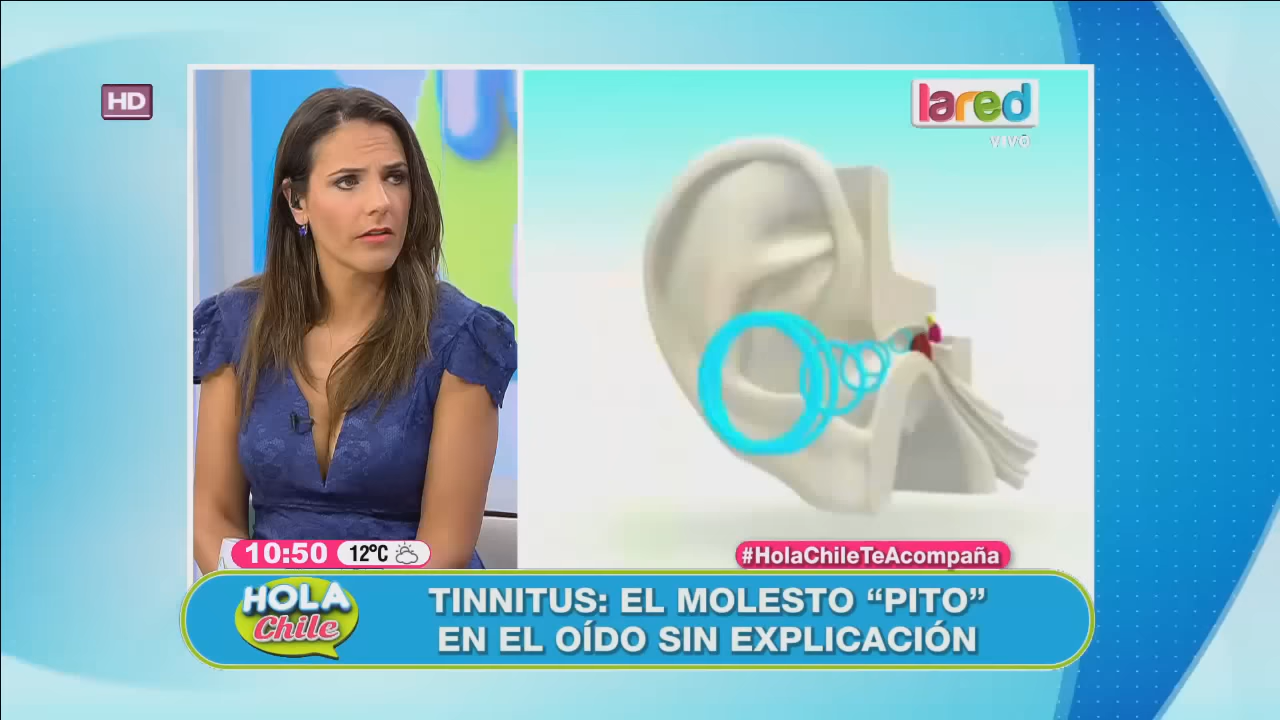 HD
lared
VIVO
10:50 12°C
#HolaChileTeAcompaña
HOLA
Chile
TINNITUS: EL MOLESTO “PITO”
EN EL OÍDO SIN EXPLICACIÓN